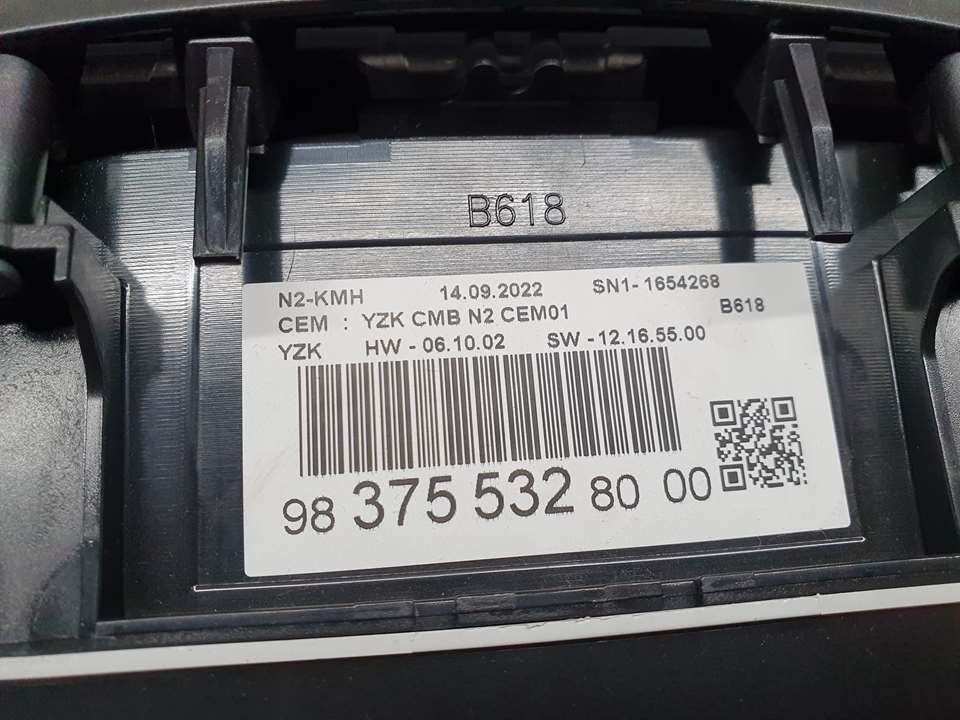 B618
N2-KMH 14.09.2022 SN1- 1654268
CEM : YZK CMB N2 CEM01 B618
YZK HW - 06.10.02 SW - 12.16.55.00
98 375 532 80 00